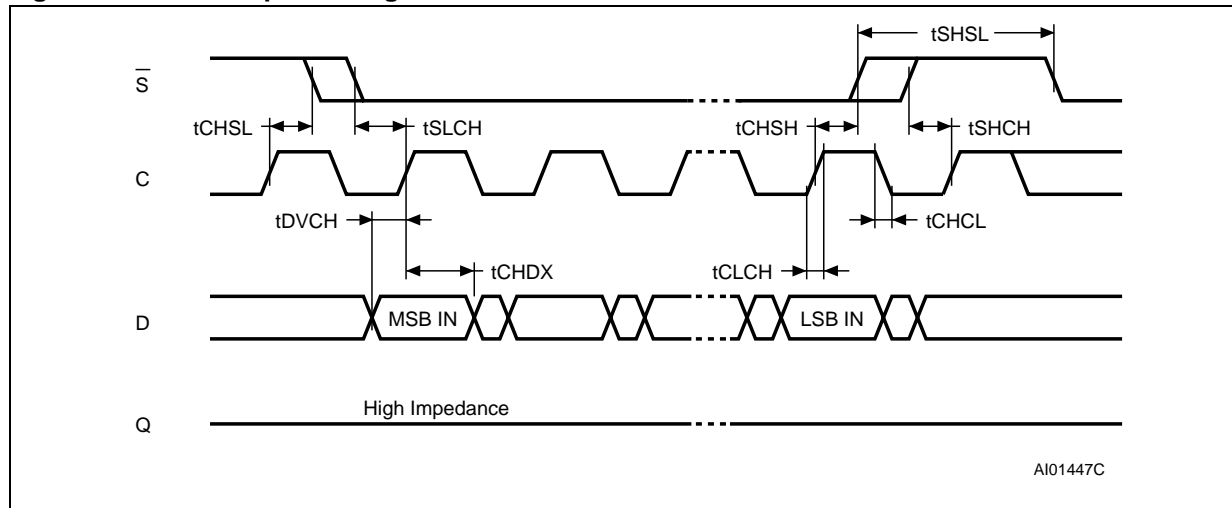 tSHSL
S
tCHSL
tSLCH
tCHSH
tSHCH
C
tDVCH
tCHCL
tCHDX
tCLCH
D
MSB IN
LSB IN
High Impedance
Q
AI01447C